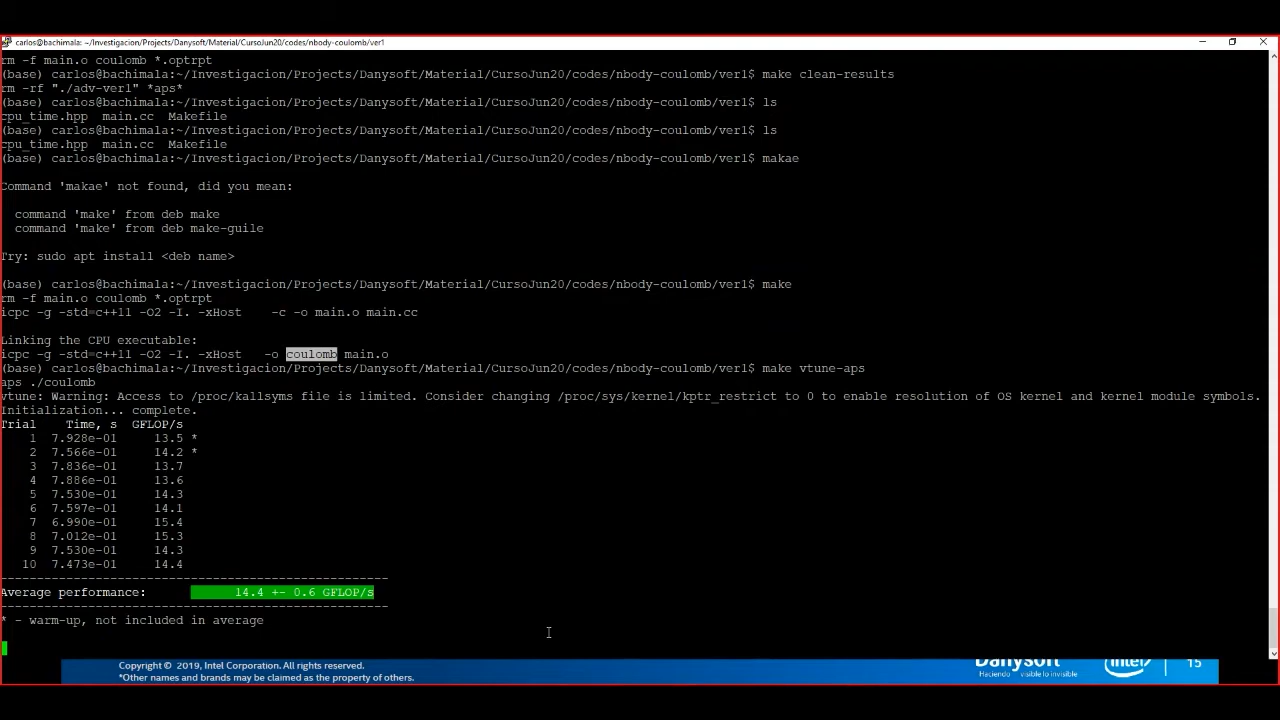 carlos@bachimala: ~/Investigacion/Projects/Danysoft/Material/CursoJun20/codes/nbody-coulomb/ver1
rm -f main.o coulomb *.optrpt
(base) carlos@bachimala:~/Investigacion/Projects/Danysoft/Material/CursoJun20/codes/nbody-coulomb/ver1$ make clean-results
rm -rf "./adv-ver1" *aps*
(base) carlos@bachimala:~/Investigacion/Projects/Danysoft/Material/CursoJun20/codes/nbody-coulomb/ver1$ ls
cpu_time.hpp  main.cc  Makefile
(base) carlos@bachimala:~/Investigacion/Projects/Danysoft/Material/CursoJun20/codes/nbody-coulomb/ver1$ ls
cpu_time.hpp  main.cc  Makefile
(base) carlos@bachimala:~/Investigacion/Projects/Danysoft/Material/CursoJun20/codes/nbody-coulomb/ver1$ makae
Command 'makae' not found, did you mean:
command 'make' from deb make
command 'make' from deb make-guile
Try: sudo apt install <deb name>
(base) carlos@bachimala:~/Investigacion/Projects/Danysoft/Material/CursoJun20/codes/nbody-coulomb/ver1$ make
rm -f main.o coulomb *.optrpt
icpc -g -std=c++11 -O2 -I. -xHost    -c -o main.o main.cc
Linking the CPU executable:
icpc -g -std=c++11 -O2 -I. -xHost   -o coulomb main.o
(base) carlos@bachimala:~/Investigacion/Projects/Danysoft/Material/CursoJun20/codes/nbody-coulomb/ver1$ make vtune-aps
aps ./coulomb
vtune: Warning: Access to /proc/kallsyms file is limited. Consider changing /proc/sys/kernel/kptr_restrict to 0 to enable resolution of OS kernel and kernel module symbols.
Initialization... complete.
Trial    Time, s  GFLOP/s
1  7.928e-01     13.5 *
2  7.566e-01     14.2 *
3  7.836e-01     13.7
4  7.886e-01     13.6
5  7.530e-01     14.3
6  7.597e-01     14.1
7  6.990e-01     15.4
8  7.012e-01     15.3
9  7.530e-01     14.3
10  7.473e-01     14.4
-----------------------------------------------------
Average performance:      14.4 +- 0.6 GFLOP/s
-----------------------------------------------------
* - warm-up, not included in average
Copyright © 2019, Intel Corporation. All rights reserved.
*Other names and brands may be claimed as the property of others.
Danysoft
Haciendo visible lo invisible
intel
15